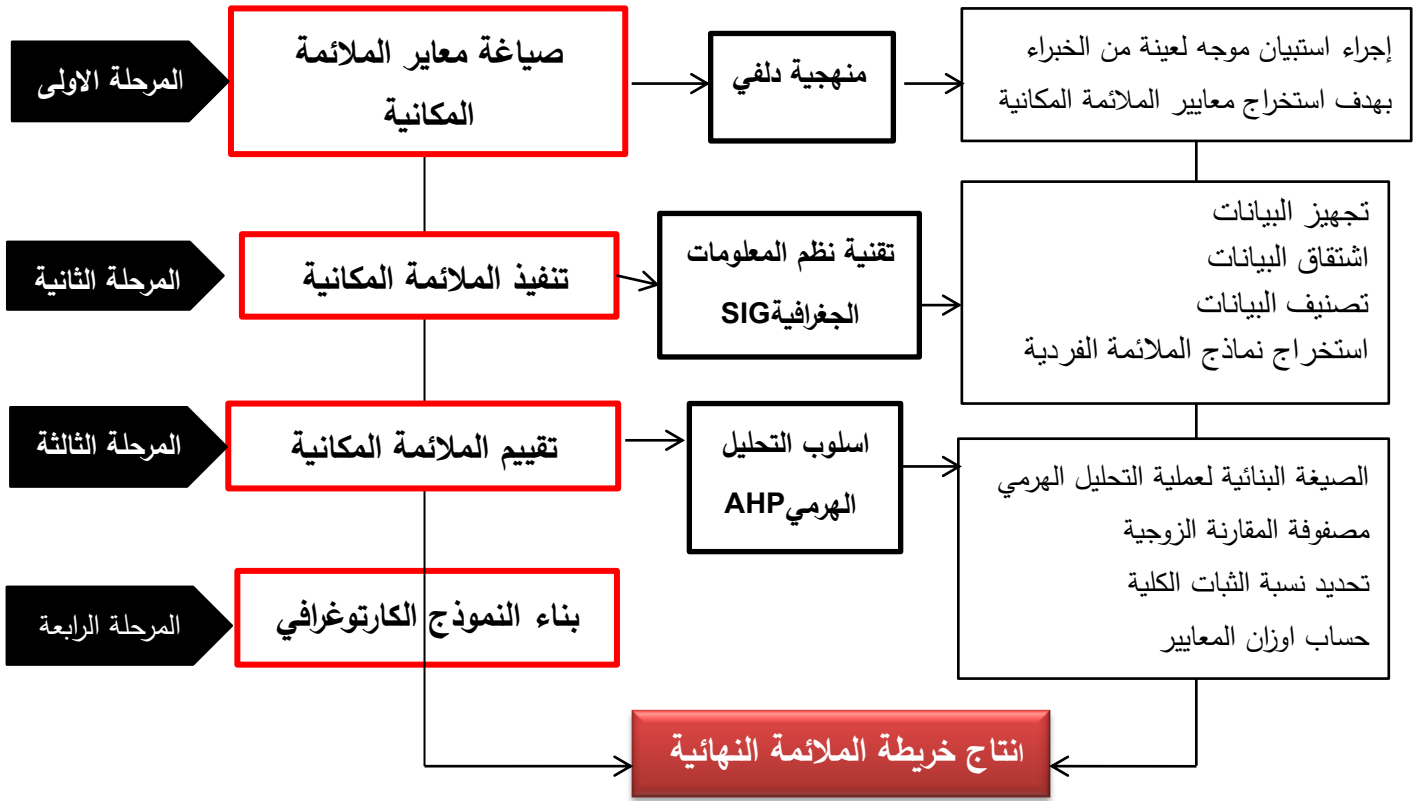 المرحلة الاولى
صياغة معاير الملائمة
المكانية
منهجية دلفي
إجراء استبيان موجه لعينة من الخبراء
بهدف استخراج معايير الملائمة المكانية
المرحلة الثانية
تنفيذ الملائمة المكانية
تقنية نظم المعلومات
الجغرافيةSIG
تجهيز البيانات
اشتقاق البيانات
تصنيف البيانات
استخراج نماذج الملائمة الفردية
المرحلة الثالثة
تقييم الملائمة المكانية
اسلوب التحليل
الهرميAHP
الصيغة البنائية لعملية التحليل الهرمي
مصفوفة المقارنة الزوجية
تحديد نسبة الثبات الكلية
حساب اوزان المعايير
المرحلة الرابعة
بناء النموذج الكارتوغرافي
انتاج خريطة الملائمة النهائية